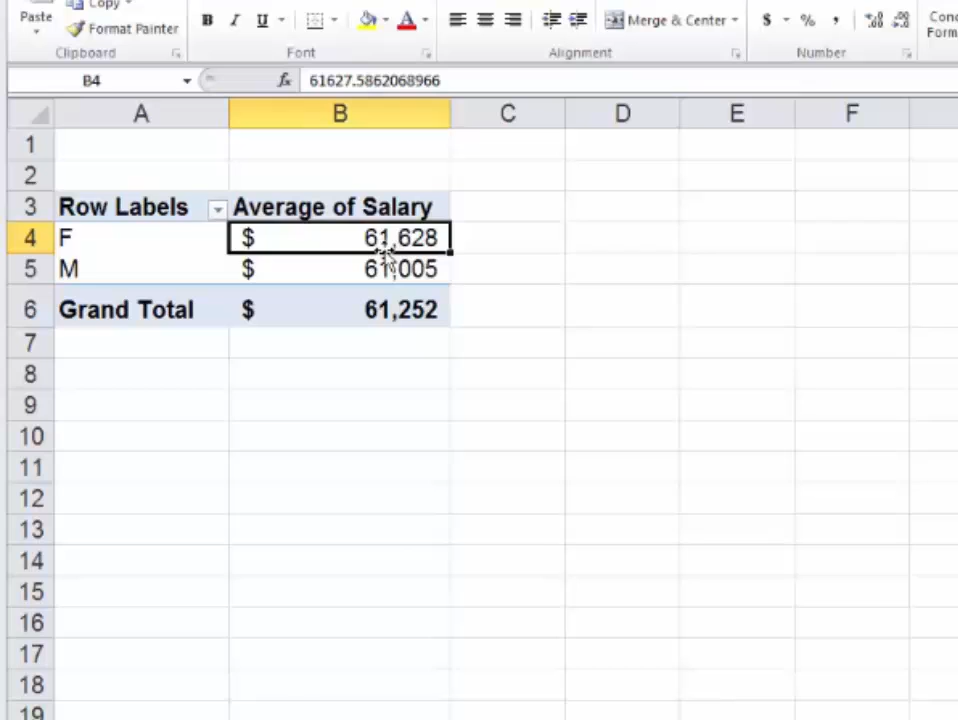 Copy
Paste
Format Painter
B I U
A
Merge & Center
$ % ,
Clipboard
Font
Alignment
Number
B4
fx
61627.5862068966
A B C D E F
1
2
3 Row Labels Average of Salary
4 F $ 61,628
5 M $ 61,005
6 Grand Total $ 61,252
7
8
9
10
11
12
13
14
15
16
17
18
19